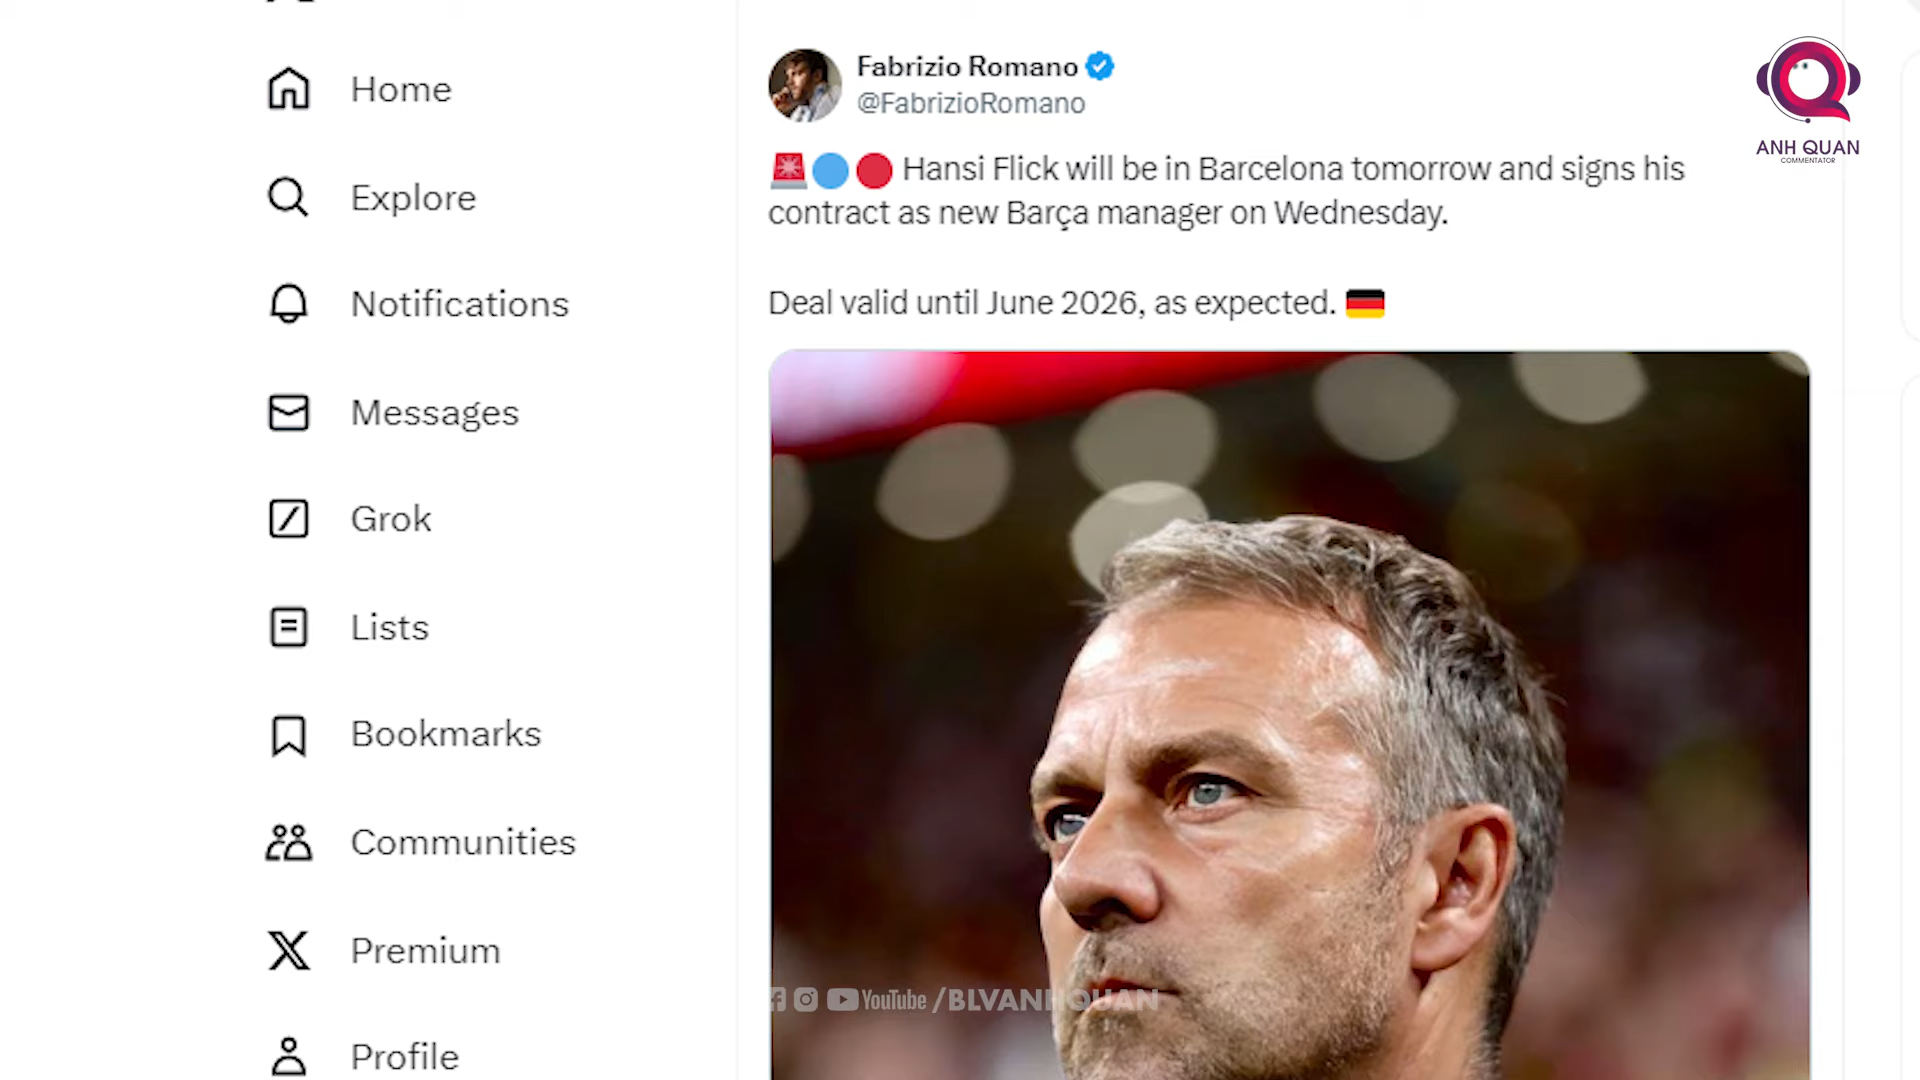 Home
Explore
Notifications
Messages
Grok
Lists
Bookmarks
Communities
Premium
Profile
Fabrizio Romano
@FabrizioRomano
🚨🔵🔴 Hansi Flick will be in Barcelona tomorrow and signs his
contract as new Barça manager on Wednesday.
Deal valid until June 2026, as expected. 🇩🇪
ANH QUAN
COMMENTATOR
YouTube /BLVANHQUAN